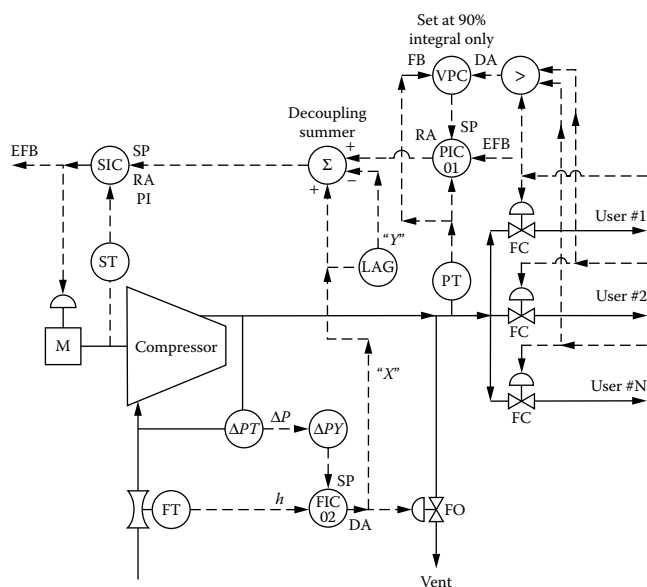 Set at 90%
integral only
FB
VPC
DA
>
Decoupling
summer
SP
EFB
SIC
SP
RA
PI
+
Σ
+
−
RA
PIC
01
EFB
"Y"
LAG
ST
PT
FC
User #1
User #2
FC
User #N
FC
M
Compressor
"X"
ΔPT
ΔP
ΔPY
SP
FT
h
FIC
02
DA
FO
Vent